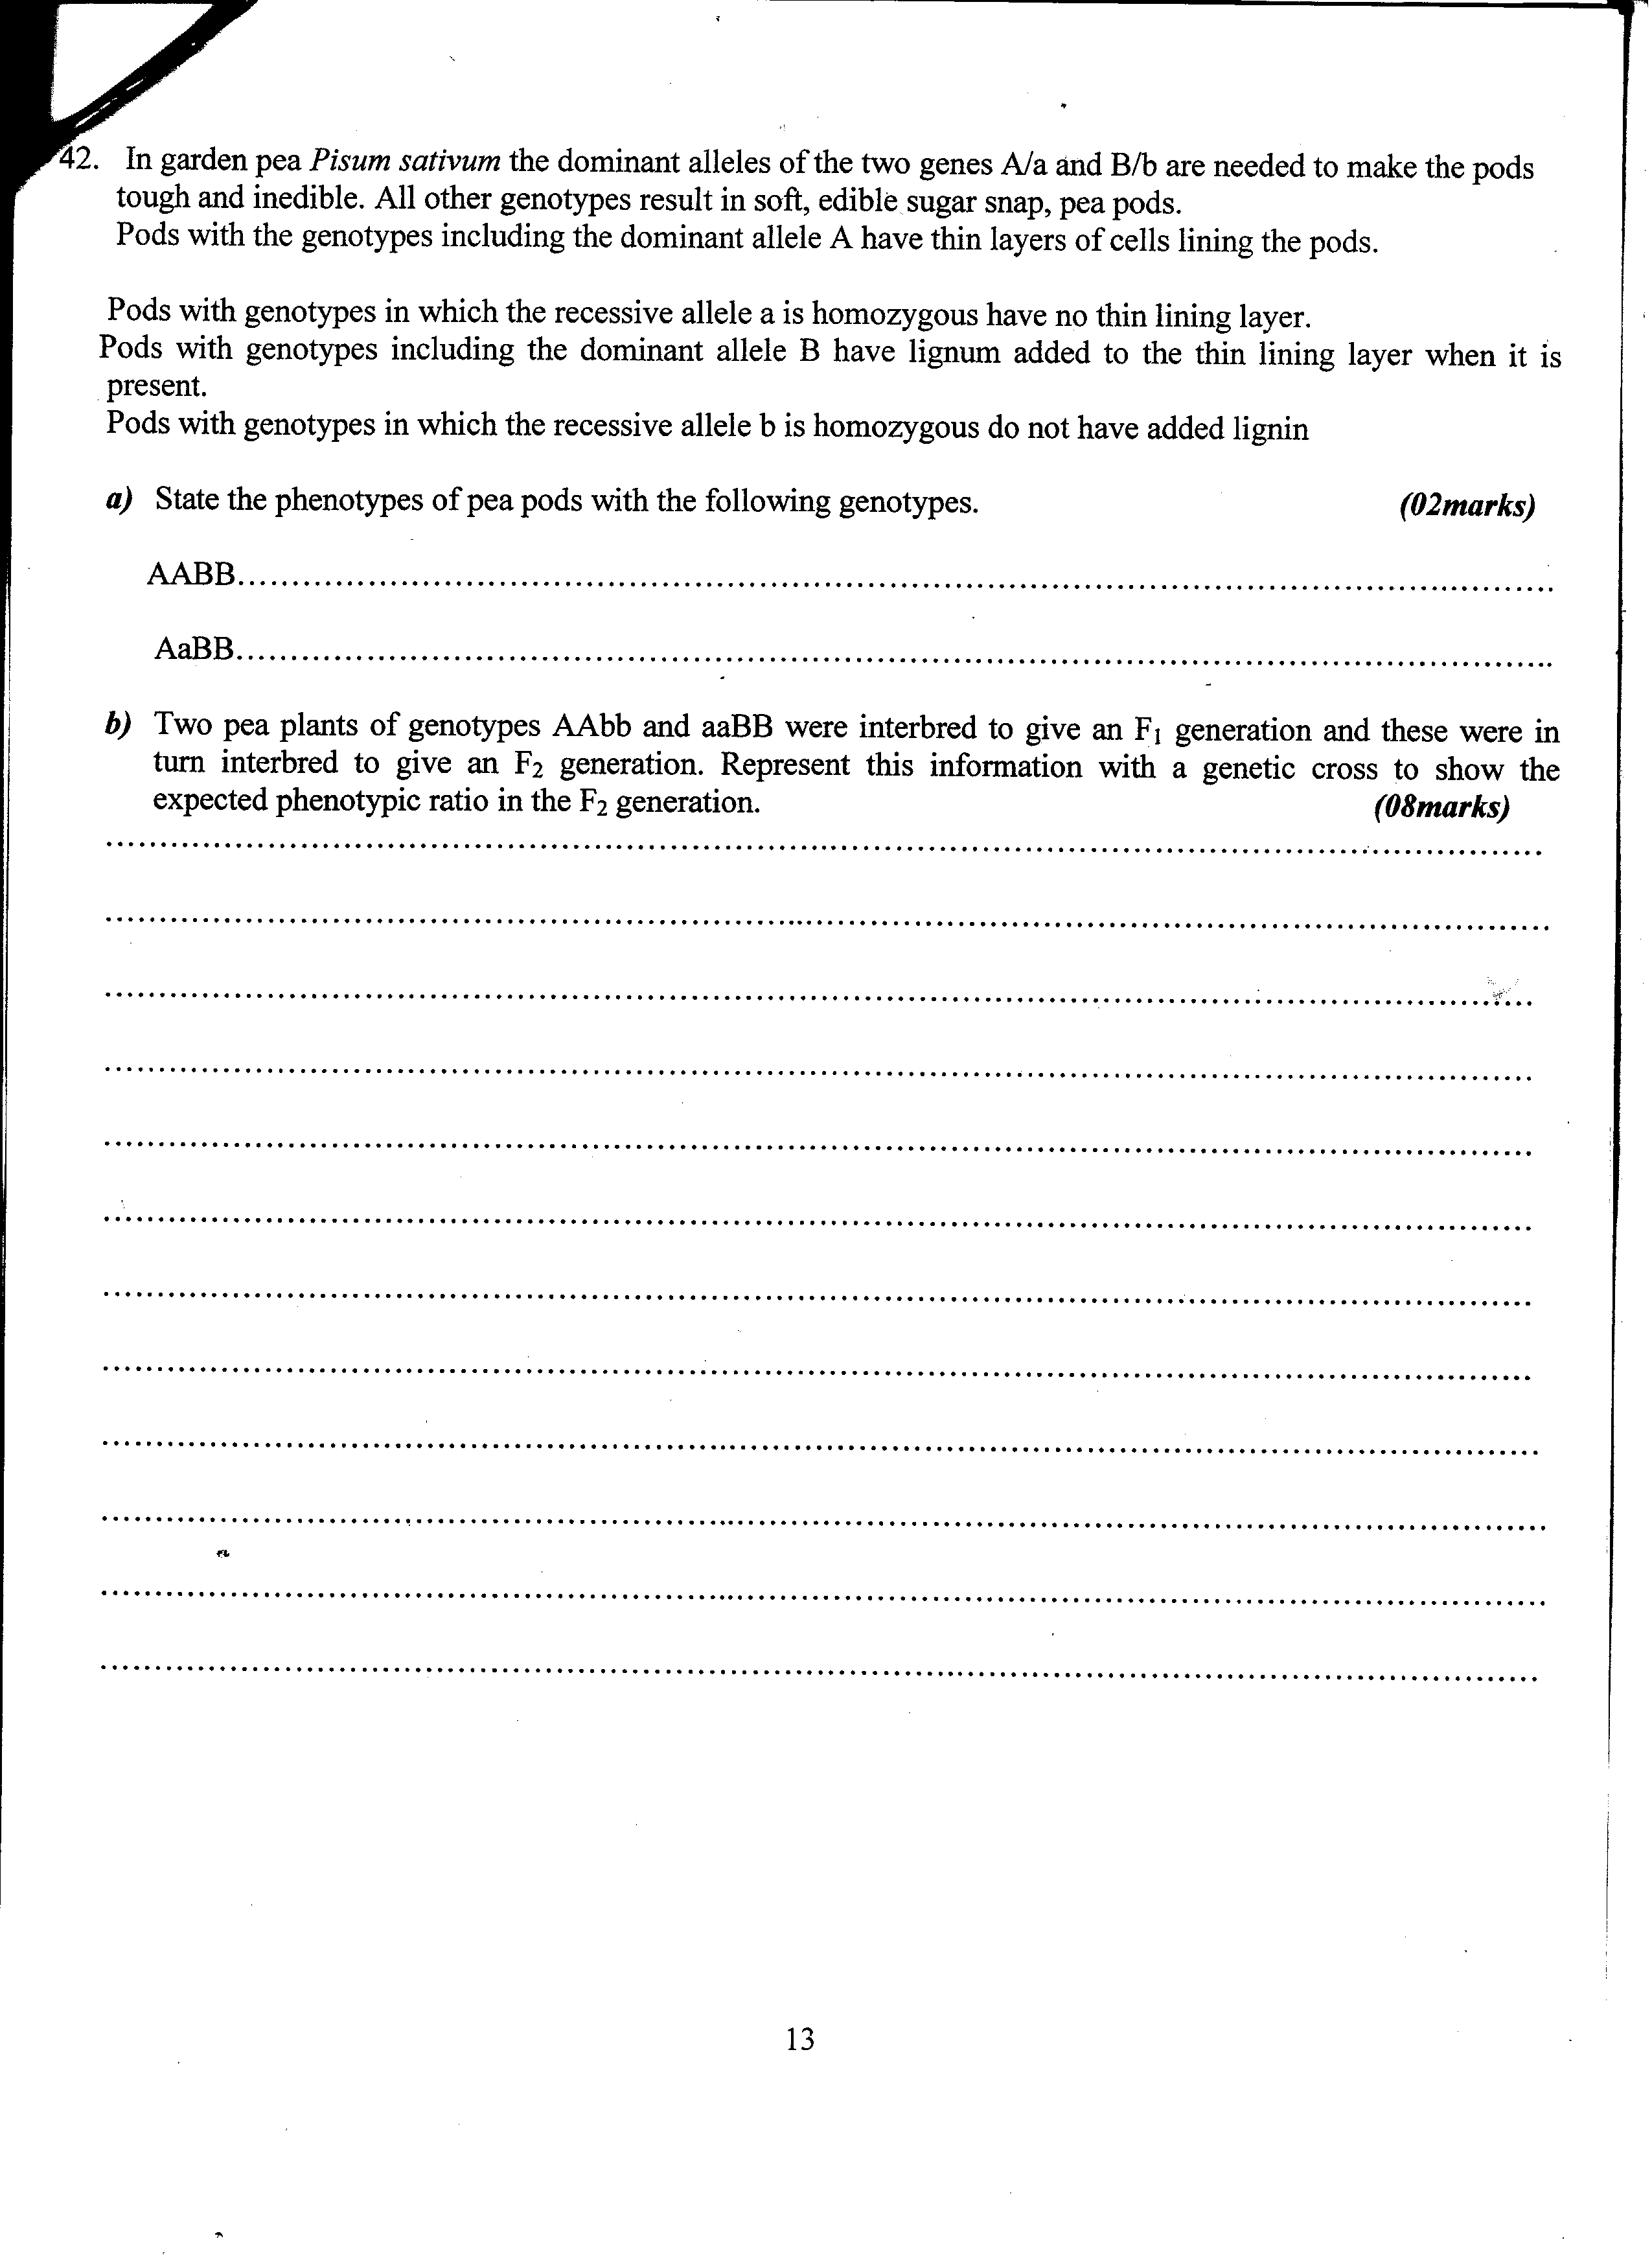 42. In garden pea Pisum sativum the dominant alleles of the two genes A/a and B/b are needed to make the pods
tough and inedible. All other genotypes result in soft, edible sugar snap, pea pods.
Pods with the genotypes including the dominant allele A have thin layers of cells lining the pods.
Pods with genotypes in which the recessive allele a is homozygous have no thin lining layer.
Pods with genotypes including the dominant allele B have lignum added to the thin lining layer when it is
present.
Pods with genotypes in which the recessive allele b is homozygous do not have added lignin
a) State the phenotypes of pea pods with the following genotypes. (02marks)
AABB................................................................
AaBB................................................................
b) Two pea plants of genotypes AAbb and aaBB were interbred to give an F1 generation and these were in
turn interbred to give an F2 generation. Represent this information with a genetic cross to show the
expected phenotypic ratio in the F2 generation. (08marks)
13